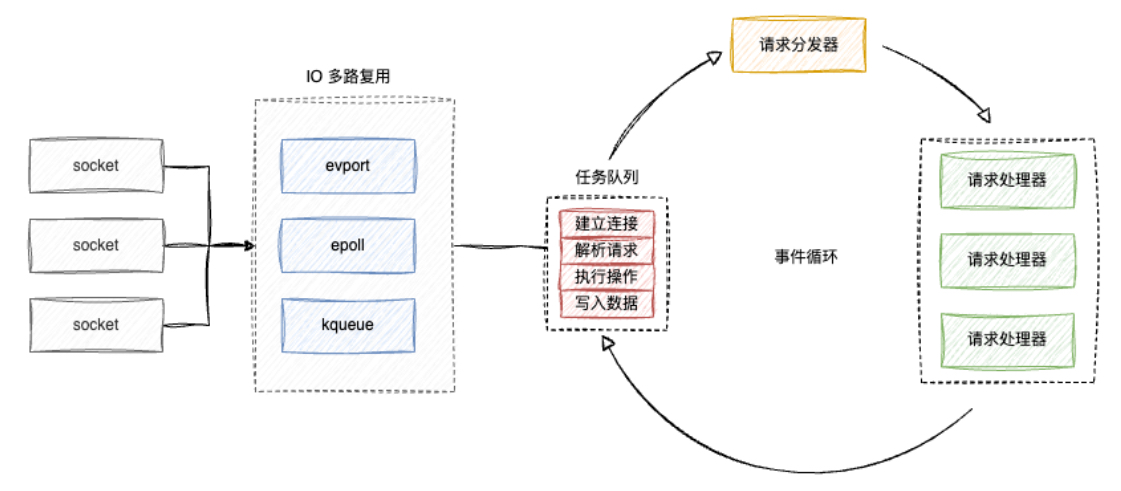 请求分发器
IO 多路复用
socket
socket
socket
evport
epoll
kqueue
任务队列
建立连接
解析请求
执行操作
写入数据
事件循环
请求处理器
请求处理器
请求处理器